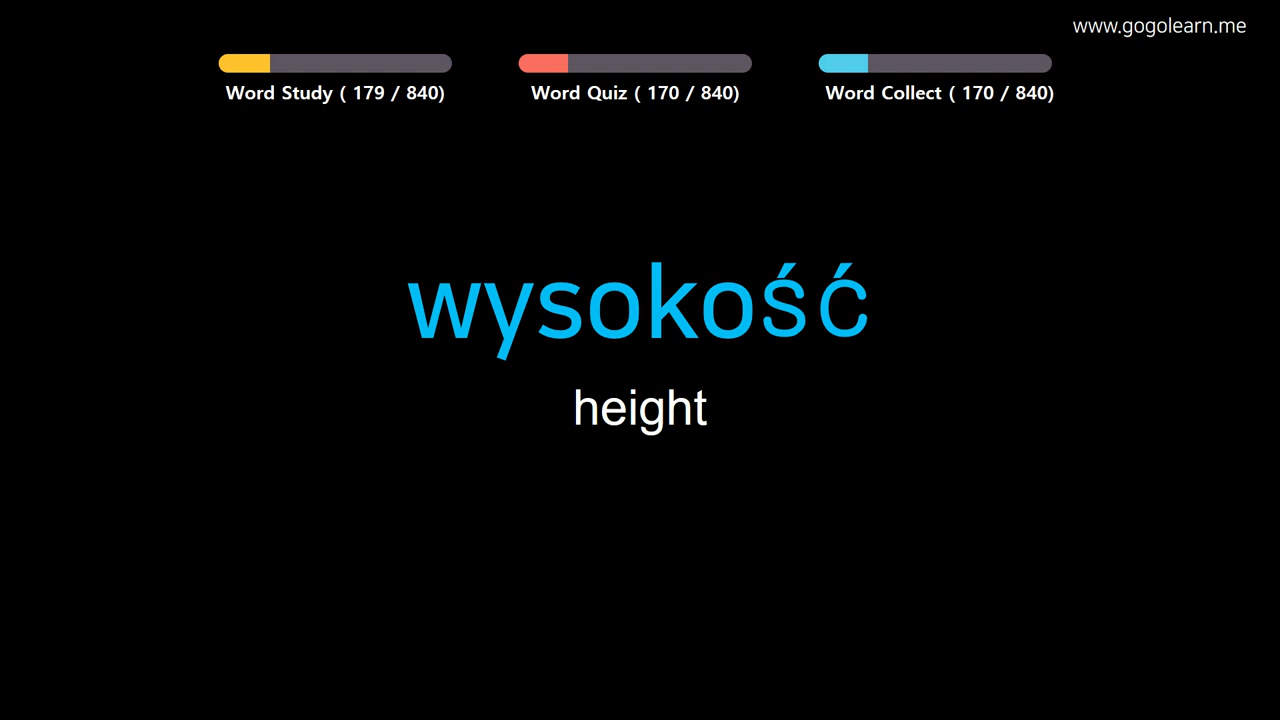 www.gogolearn.me
Word Study ( 179 / 840)
Word Quiz ( 170 / 840)
Word Collect ( 170 / 840)
wysokość
height